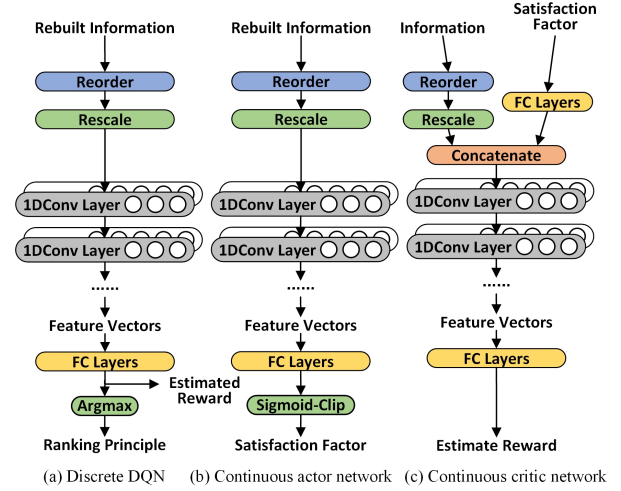 Rebuilt Information
Reorder
Rescale
1DConv Layer
1DConv Layer
......
Feature Vectors
FC Layers
Estimated
Reward
Argmax
Ranking Principle
(a) Discrete DQN
Rebuilt Information
Reorder
Rescale
1DConv Layer
1DConv Layer
......
Feature Vectors
FC Layers
Sigmoid-Clip
Satisfaction Factor
(b) Continuous actor network
Information
Satisfaction
Factor
Reorder
FC Layers
Rescale
Concatenate
1DConv Layer
1DConv Layer
......
Feature Vectors
FC Layers
Estimate Reward
(c) Continuous critic network